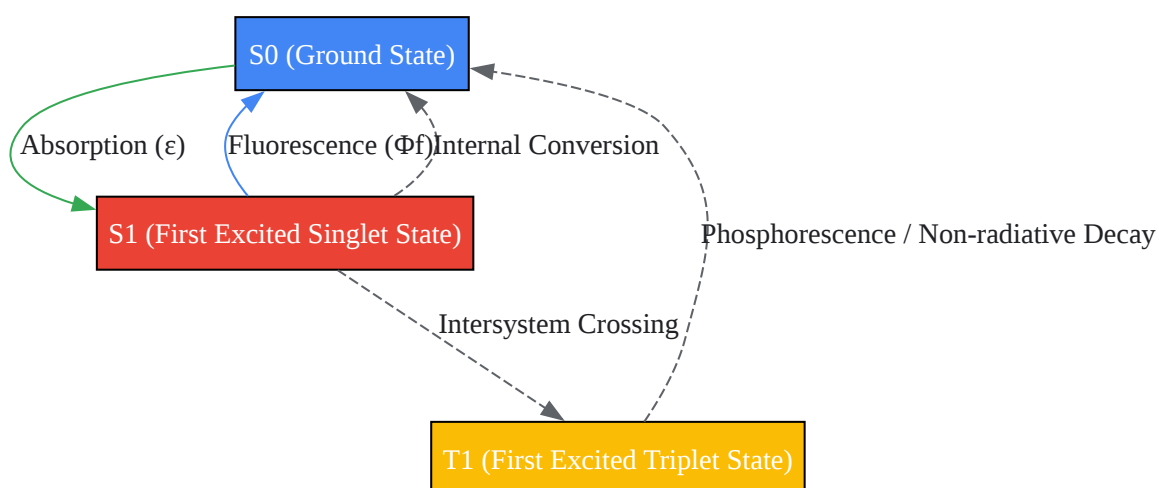 S0 (Ground State)
Absorption (ε)
Fluorescence (Φf)
Internal Conversion
S1 (First Excited Singlet State)
Phosphorescence / Non-radiative Decay
Intersystem Crossing
T1 (First Excited Triplet State)